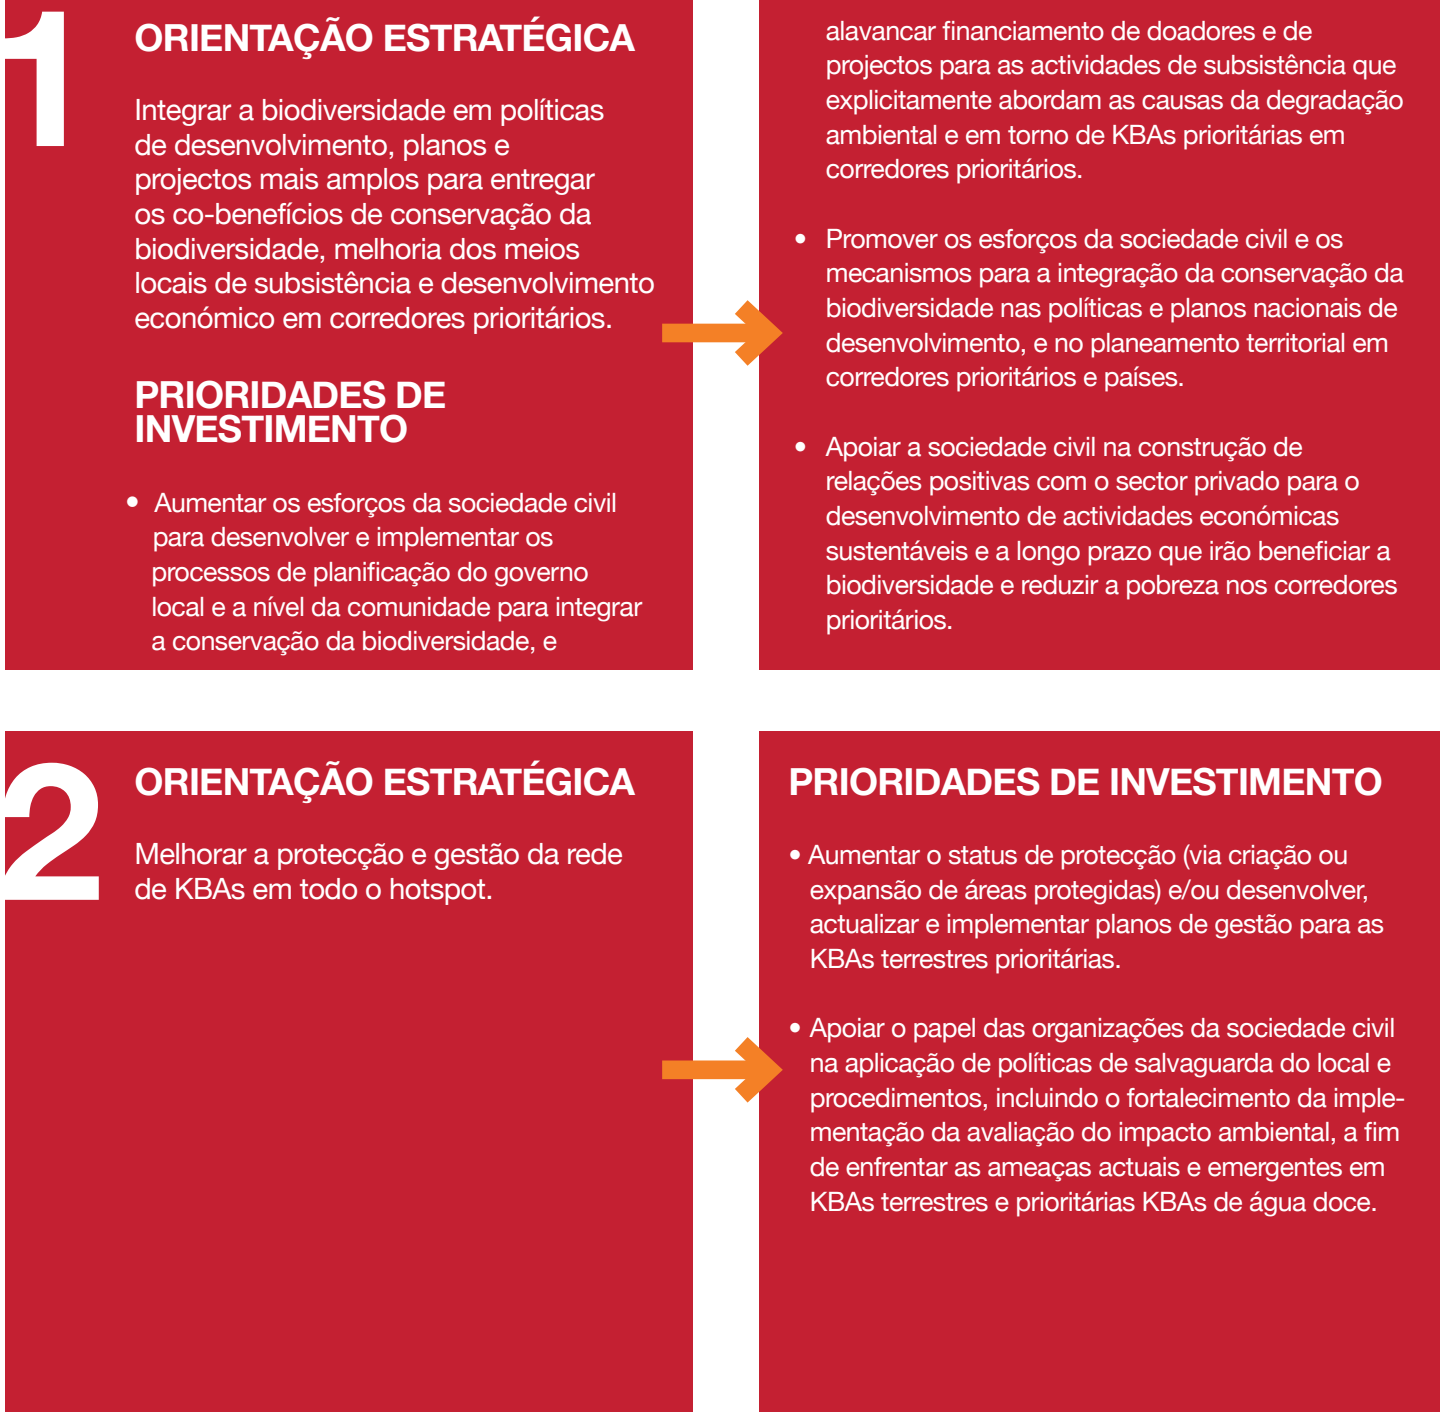 1
ORIENTAÇÃO ESTRATÉGICA
Integrar a biodiversidade em políticas
de desenvolvimento, planos e
projectos mais amplos para entregar
os co-benefícios de conservação da
biodiversidade, melhoria dos meios
locais de subsistência e desenvolvimento
económico em corredores prioritários.
PRIORIDADES DE
INVESTIMENTO
• Aumentar os esforços da sociedade civil
para desenvolver e implementar os
processos de planificação do governo
local e a nível da comunidade para integrar
a conservação da biodiversidade, e
alavancar financiamento de doadores e de
projectos para as actividades de subsistência que
explicitamente abordam as causas da degradação
ambiental e em torno de KBAs prioritárias em
corredores prioritários.
• Promover os esforços da sociedade civil e os
mecanismos para a integração da conservação da
biodiversidade nas políticas e planos nacionais de
desenvolvimento, e no planeamento territorial em
corredores prioritários e países.
• Apoiar a sociedade civil na construção de
relações positivas com o sector privado para o
desenvolvimento de actividades económicas
sustentáveis e a longo prazo que irão beneficiar a
biodiversidade e reduzir a pobreza nos corredores
prioritários.
2
ORIENTAÇÃO ESTRATÉGICA
Melhorar a protecção e gestão da rede
de KBAs em todo o hotspot.
PRIORIDADES DE INVESTIMENTO
• Aumentar o status de protecção (via criação ou
expansão de áreas protegidas) e/ou desenvolver,
actualizar e implementar planos de gestão para as
KBAs terrestres prioritárias.
• Apoiar o papel das organizações da sociedade civil
na aplicação de políticas de salvaguarda do local e
procedimentos, incluindo o fortalecimento da imple-
mentação da avaliação do impacto ambiental, a fim
de enfrentar as ameaças actuais e emergentes em
KBAs terrestres e prioritárias KBAs de água doce.